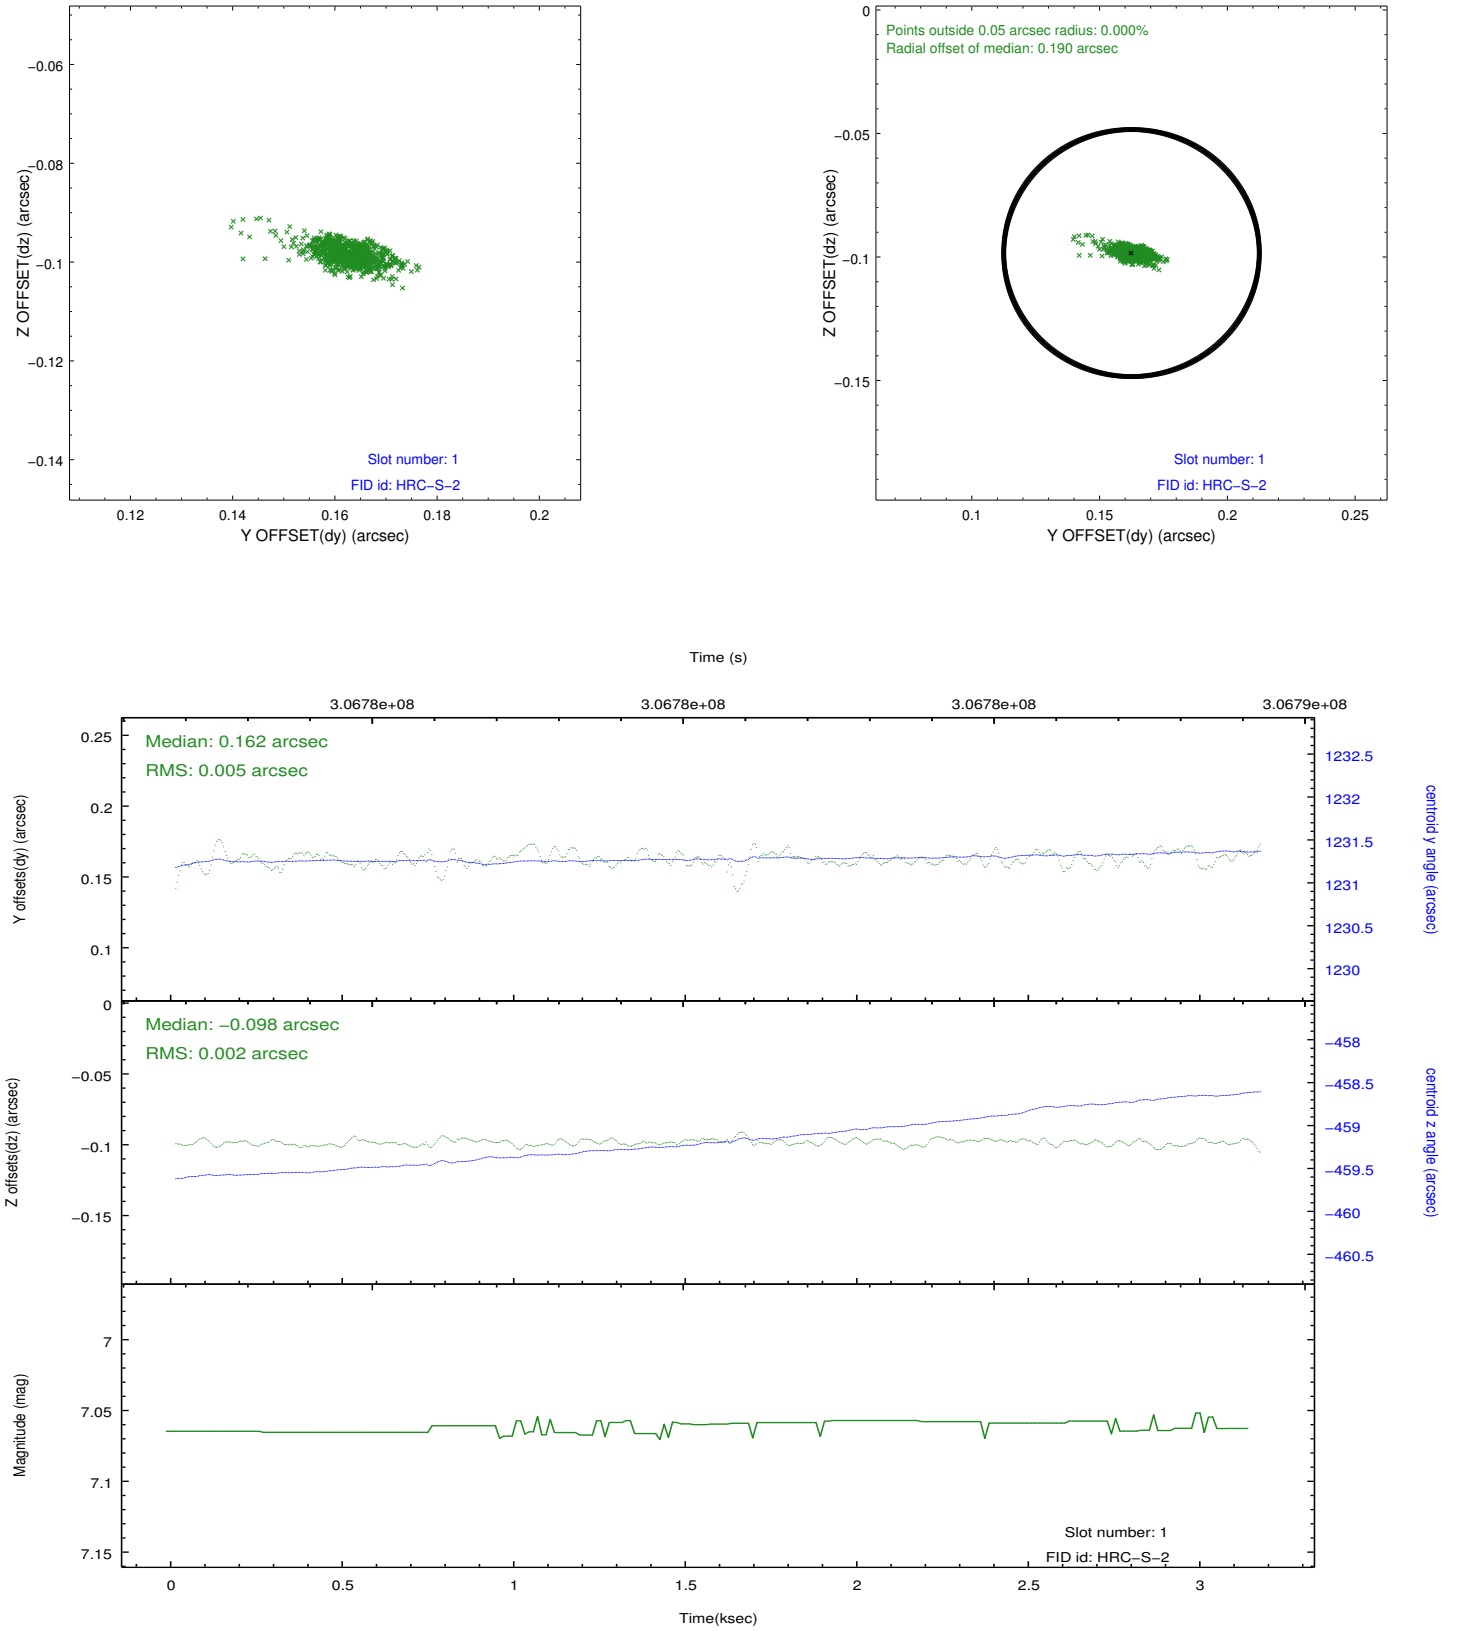 −0.06
−0.08
−0.1
−0.12
−0.14
Z OFFSET(dz) (arcsec)
Slot number: 1
FID id: HRC−S−2
0.12 0.14 0.16 0.18 0.2
Y OFFSET(dy) (arcsec)
0
−0.05
−0.1
−0.15
Z OFFSET(dz) (arcsec)
Points outside 0.05 arcsec radius: 0.000%
Radial offset of median: 0.190 arcsec
Slot number: 1
FID id: HRC−S−2
0.1 0.15 0.2 0.25
Y OFFSET(dy) (arcsec)
Time (s)
3.0678e+08 3.0678e+08 3.0678e+08 3.0679e+08
Median: 0.162 arcsec
RMS: 0.005 arcsec
0.25
0.2
0.15
0.1
Y offsets(dy) (arcsec)
1232.5
1232
1231.5
1231
1230.5
1230
centroid y angle (arcsec)
Median: −0.098 arcsec
RMS: 0.002 arcsec
0
−0.05
−0.1
−0.15
Z offsets(dz) (arcsec)
−458
−458.5
−459
−459.5
−460
−460.5
centroid z angle (arcsec)
7
7.05
7.1
7.15
Magnitude (mag)
Slot number: 1
FID id: HRC−S−2
0 0.5 1 1.5 2 2.5 3
Time(ksec)